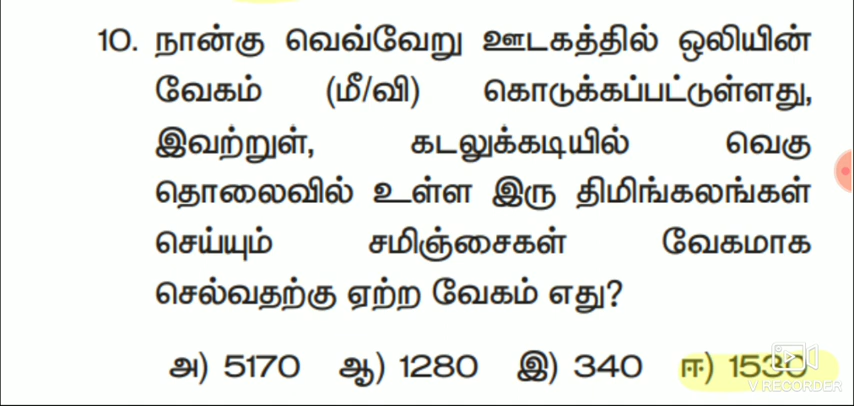 10. நான்கு வெவ்வேறு ஊடகத்தில் ஒலியின்
வேகம் (மீ/வி) கொடுக்கப்பட்டுள்ளது,
இவற்றுள், கடலுக்கடியில் வெகு
தொலைவில் உள்ள இரு திமிங்கலங்கள்
செய்யும் சமிஞ்சைகள் வேகமாக
செல்வதற்கு ஏற்ற வேகம் எது?
அ) 5170 ஆ) 1280 இ) 340 ஈ) 1530
V RECORDER